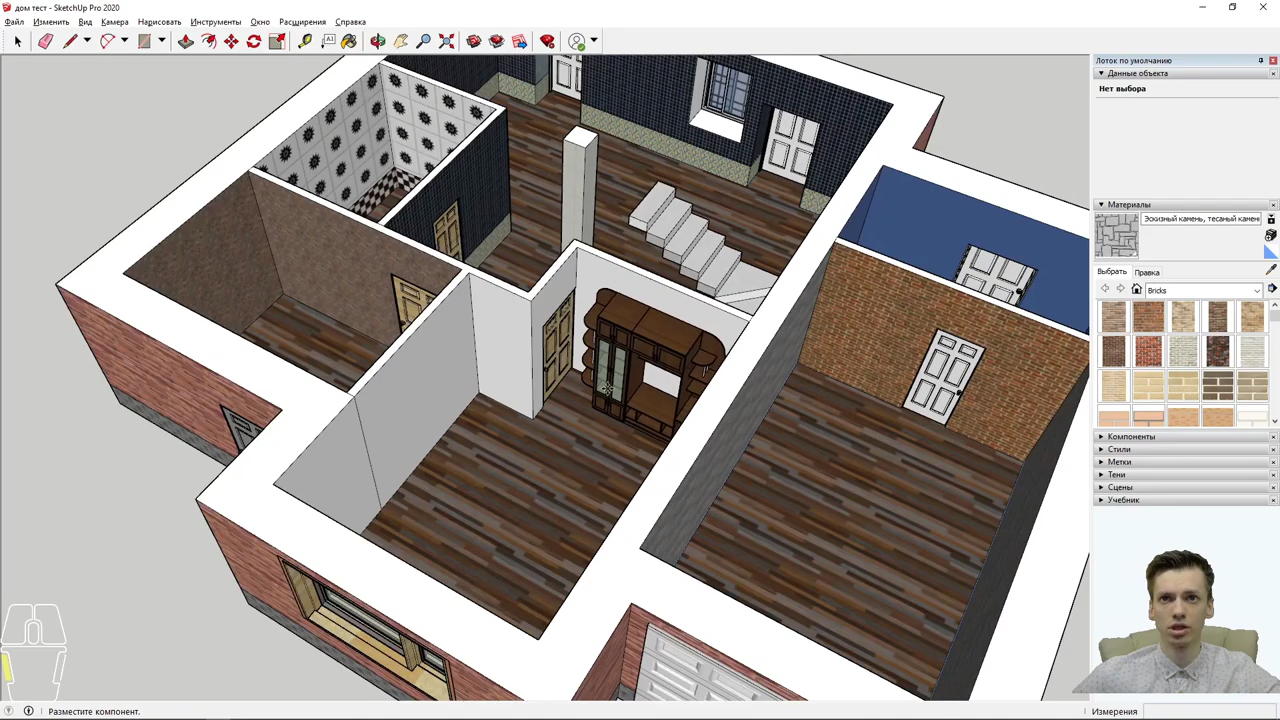 дом тест - SketchUp Pro 2020
Файл Изменить Вид Камера Нарисовать Инструменты Окно Расширения Справка
Лоток по умолчанию
Данные объекта
Нет выбора
Материалы
Эскизный камень, тесаный камень
Выбрать Правка
Bricks
Компоненты
Стили
Метки
Тени
Сцены
Учебник
Разместите компонент.
Измерения